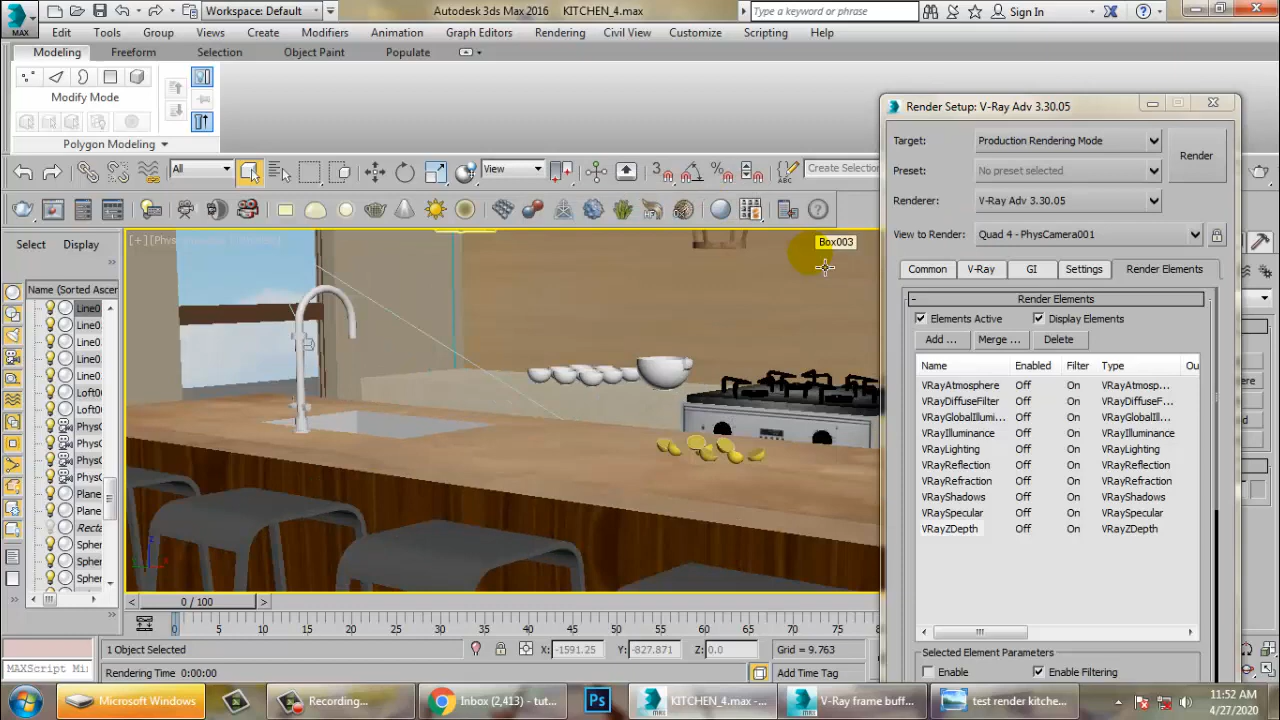 MAX
Workspace: Default
Autodesk 3ds Max 2016 KITCHEN_4.max
Type a keyword or phrase
Sign In
Edit Tools Group Views Create Modifiers Animation Graph Editors Rendering Civil View Customize Scripting Help
Modeling Freeform Selection Object Paint Populate
Modify Mode
Polygon Modeling
All
View
Create Selection
Select Display
Name (Sorted Ascen
Line0
Line0
Line0
Line0
Line0
Loft00
Loft00
PhysC
PhysC
PhysC
PhysC
Plane
Plane
Recta
Spher
Spher
Spher
Box003
Render Setup: V-Ray Adv 3.30.05
Target: Production Rendering Mode
Render
Preset: No preset selected
Renderer: V-Ray Adv 3.30.05
View to Render: Quad 4 - PhysCamera001
Common V-Ray GI Settings Render Elements
- Render Elements
Elements Active Display Elements
Add ... Merge ... Delete
Name Enabled Filter Type Ou
VRayAtmosphere Off On VRayAtmosp...
VRayDiffuseFilter Off On VRayDiffuseF...
VRayGlobalIllumi... Off On VRayGlobalIll...
VRayIlluminance Off On VRayIlluminance
VRayLighting Off On VRayLighting
VRayReflection Off On VRayReflection
VRayRefraction Off On VRayRefraction
VRayShadows Off On VRayShadows
VRaySpecular Off On VRaySpecular
VRayZDepth Off On VRayZDepth
Selected Element Parameters
Enable Enable Filtering
0 / 100
0 5 10 15 20 25 30 35 40 45 50 55 60 65 70 75 80
1 Object Selected
X: -1591.25 Y: -827.871 Z: 0.0 Grid = 9.763
MAXScript Mi
Rendering Time 0:00:00
Add Time Tag
Microsoft Windows
Recording...
Inbox (2,413) - tut...
KITCHEN_4.max -...
V-Ray frame buff...
test render kitche...
11:52 AM
4/27/2020